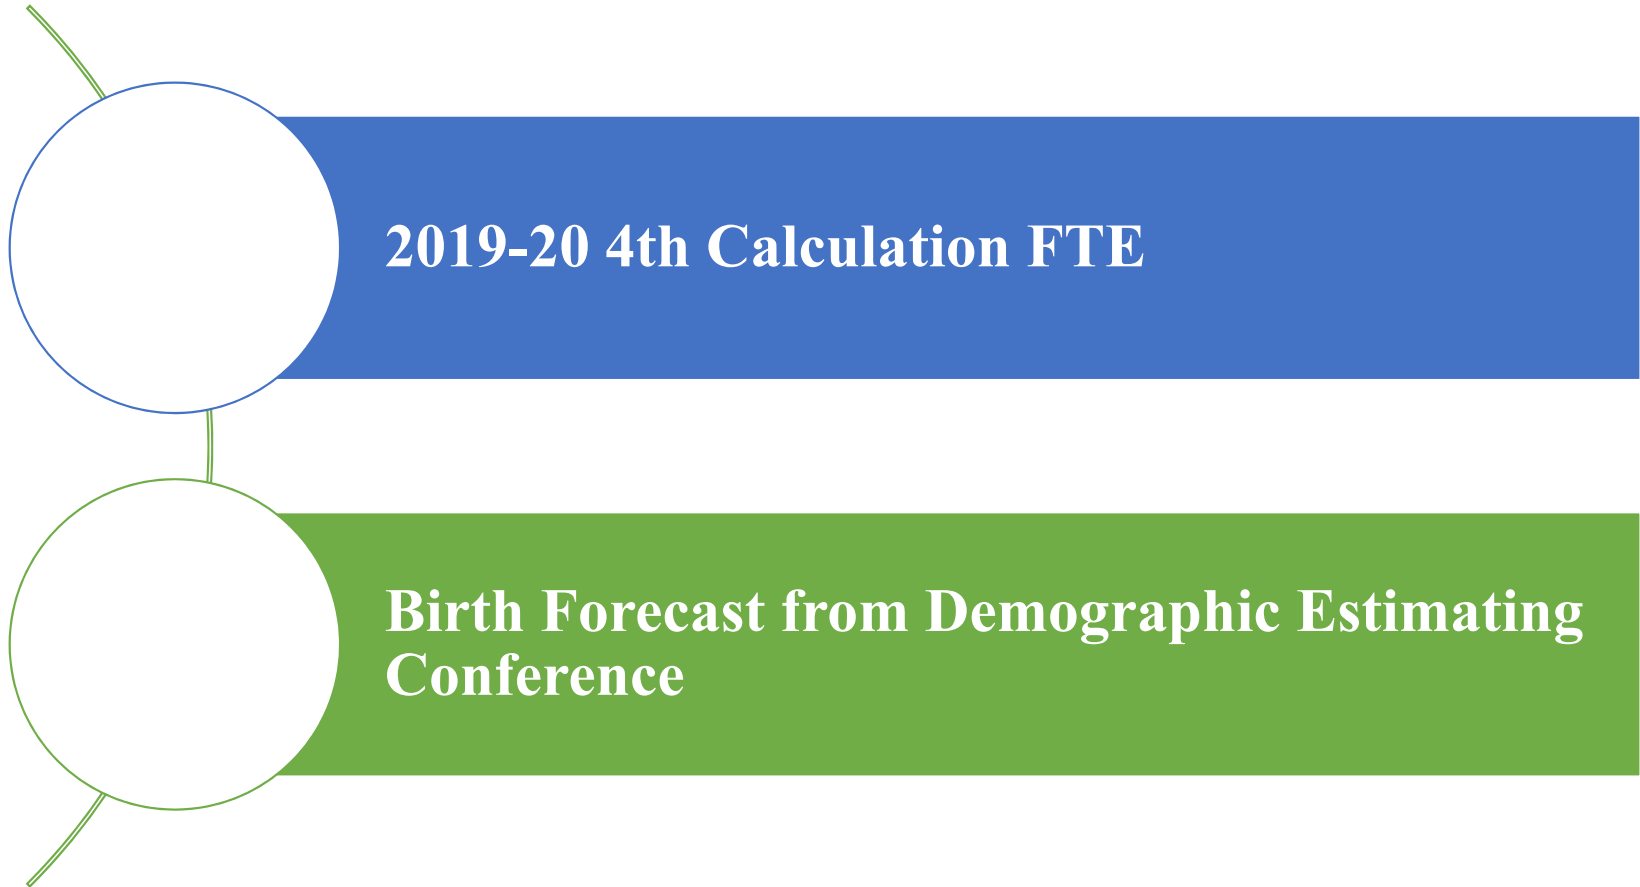 2019-20 4th Calculation FTE
Birth Forecast from Demographic Estimating
Conference